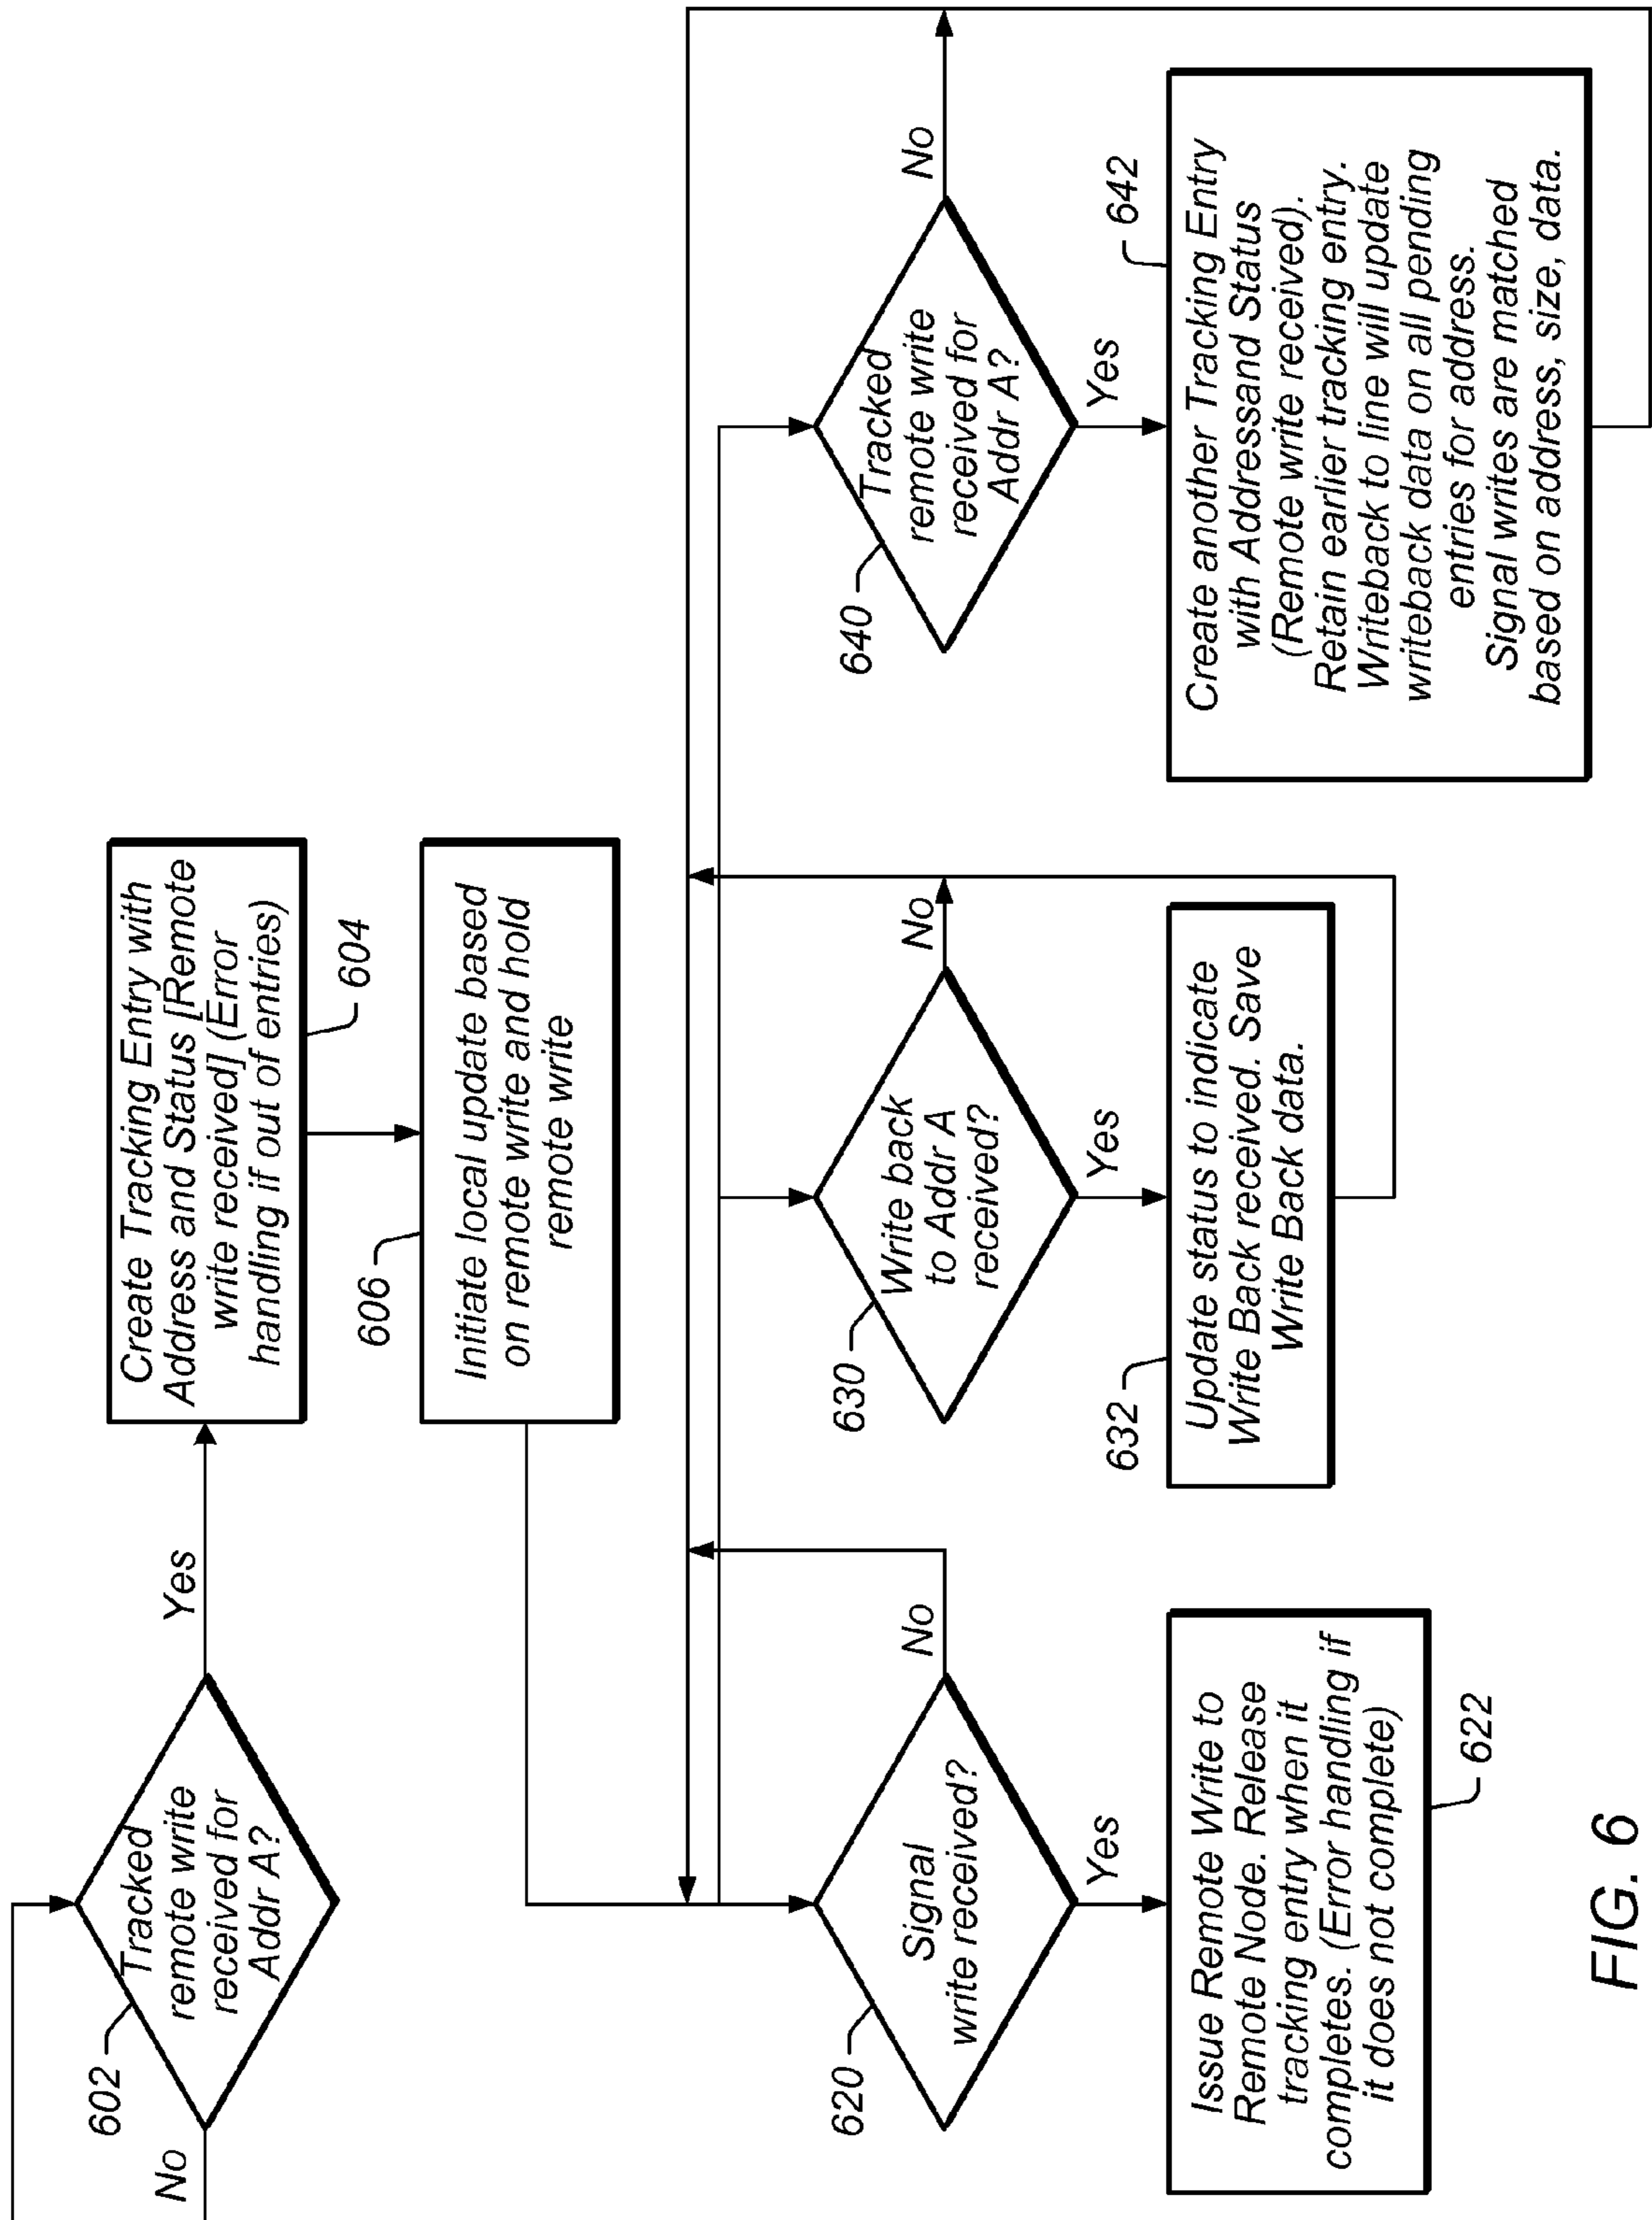 No
602
Tracked
remote write
received for
Addr A?
Yes
Create Tracking Entry with
Address and Status [Remote
write received] (Error
handling if out of entries)
604
606
Initiate local update based
on remote write and hold
remote write
620
Signal
write received?
No
Yes
Issue Remote Write to
Remote Node. Release
tracking entry when it
completes. (Error handling if
it does not complete)
622
630
Write back
to Addr A
received?
No
Yes
632
Update status to indicate
Write Back received. Save
Write Back data.
640
Tracked
remote write
received for
Addr A?
No
Yes
642
Create another Tracking Entry
with Addressand Status
(Remote write received).
Retain earlier tracking entry.
Writeback to line will update
writeback data on all pending
entries for address.
Signal writes are matched
based on address, size, data.
FIG. 6